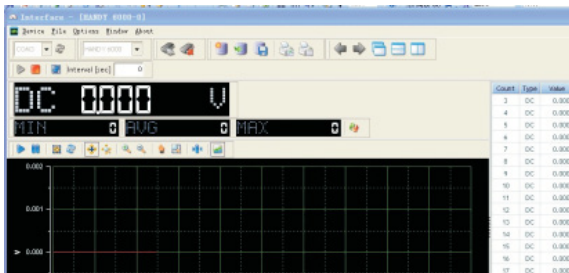 Interface - [HANDY 6000-0]
Device File Options Window About
COM3 HANDY 6000
Interval [sec] 0
DC 0.000 V
MIN 0 AVG 0 MAX 0
Count Type Value
3 DC 0.000
4 DC 0.000
5 DC 0.000
6 DC 0.000
7 DC 0.000
8 DC 0.000
9 DC 0.000
10 DC 0.000
11 DC 0.000
12 DC 0.000
13 DC 0.000
14 DC 0.000
15 DC 0.000
16 DC 0.000
17 DC 0.000
0.002
0.001
V 0.000